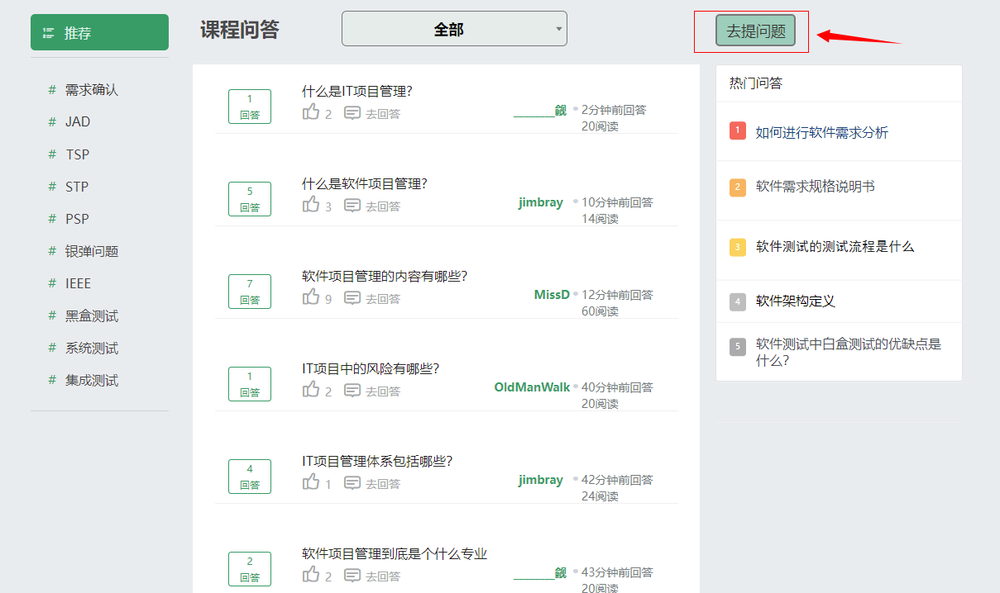 推荐
# 需求确认
# JAD
# TSP
# STP
# PSP
# 银弹问题
# IEEE
# 黑盒测试
# 系统测试
# 集成测试
课程问答
全部
去提问题
1
回答
什么是IT项目管理?
2 去回答
2分钟前回答
20阅读
5
回答
什么是软件项目管理?
3 去回答
jimbray
10分钟前回答
14阅读
7
回答
软件项目管理的内容有哪些?
9 去回答
MissD
12分钟前回答
60阅读
1
回答
IT项目中的风险有哪些?
2 去回答
OldManWalk
40分钟前回答
20阅读
4
回答
IT项目管理体系包括哪些?
1 去回答
jimbray
42分钟前回答
24阅读
2
回答
软件项目管理到底是个什么专业
2 去回答
43分钟前回答
20阅读
热门问答
1 如何进行软件需求分析
2 软件需求规格说明书
3 软件测试的测试流程是什么
4 软件架构定义
5 软件测试中白盒测试的优缺点是
什么?